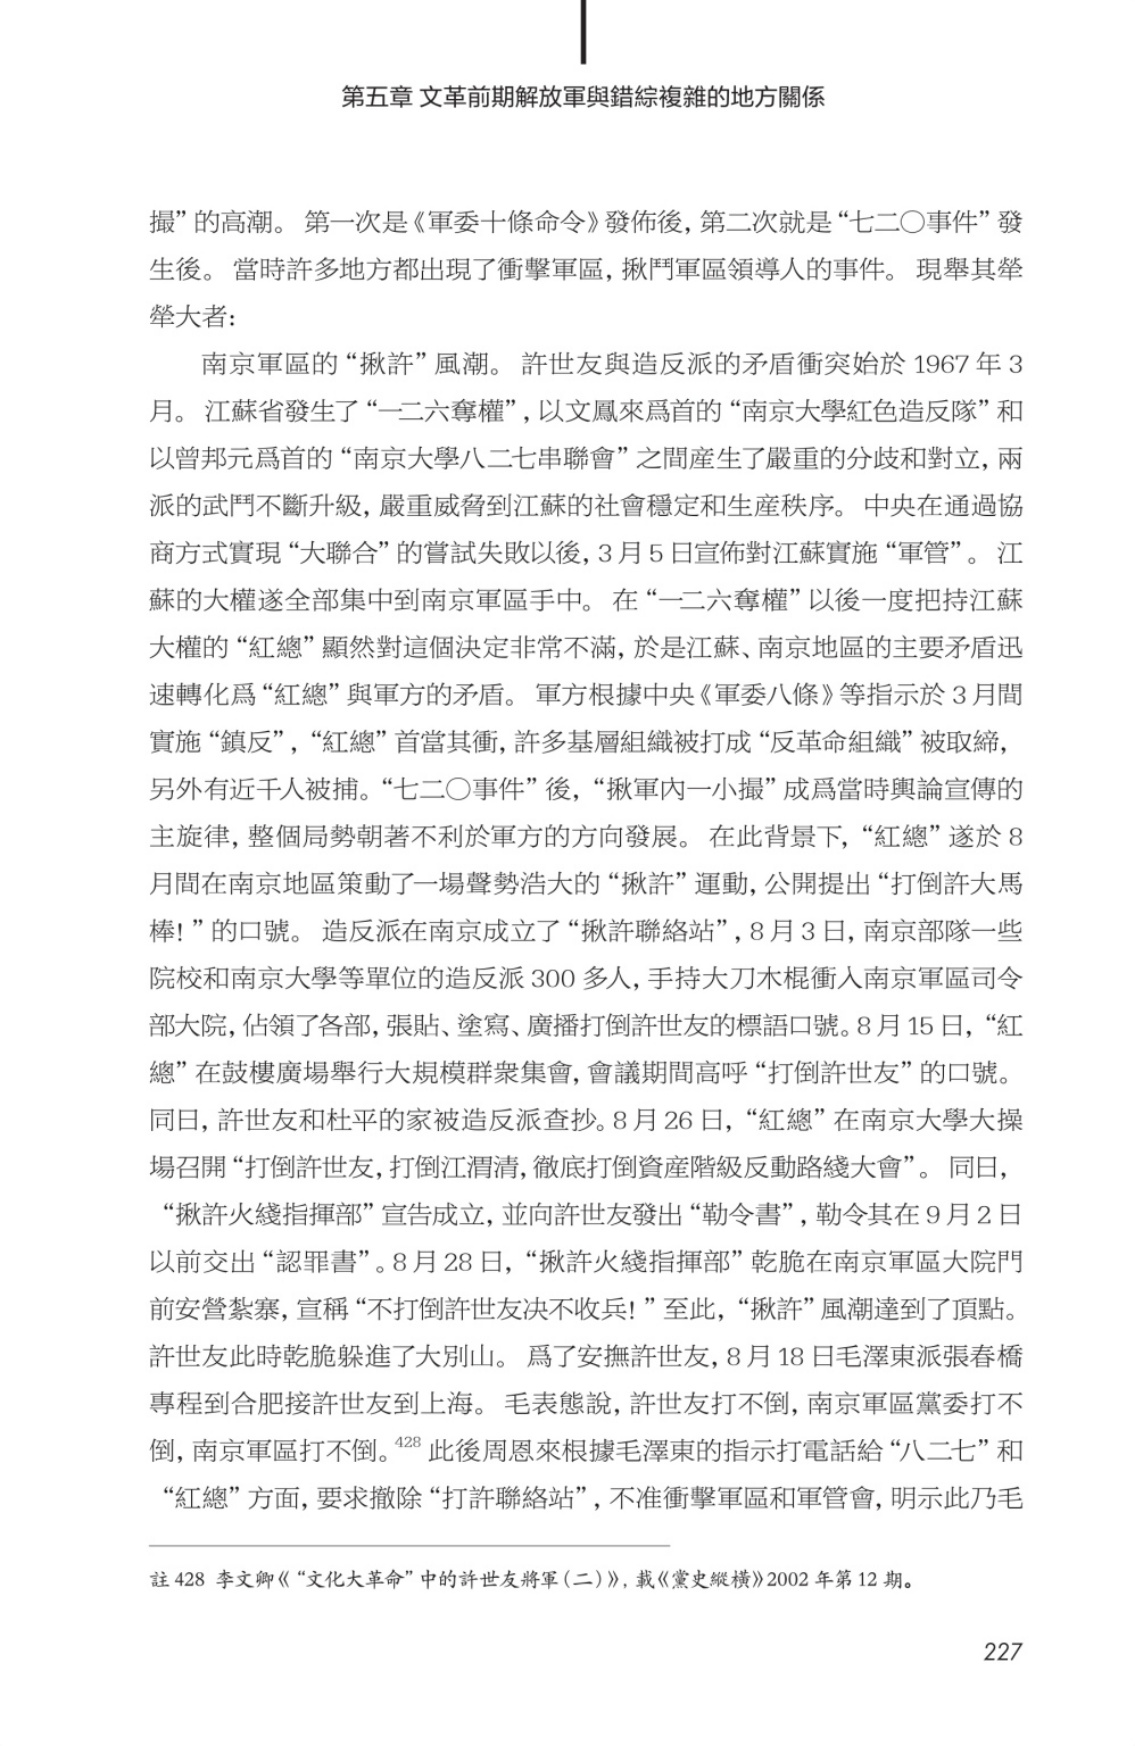 第五章 文革前期解放軍與錯綜複雜的地方關係
撮”的高潮。 第一次是《軍委十條命令》發佈後, 第二次就是“七二〇事件”發
生後。 當時許多地方都出現了衝擊軍區, 揪鬥軍區領導人的事件。 現舉其犖
犖大者:
南京軍區的“揪許”風潮。 許世友與造反派的矛盾衝突始於 1967 年 3
月。 江蘇省發生了“一二六奪權”, 以文鳳來爲首的“南京大學紅色造反隊”和
以曾邦元爲首的“南京大學八二七串聯會”之間産生了嚴重的分歧和對立, 兩
派的武鬥不斷升級, 嚴重威脅到江蘇的社會穩定和生産秩序。 中央在通過協
商方式實現“大聯合”的嘗試失敗以後, 3 月 5 日宣佈對江蘇實施“軍管”。 江
蘇的大權遂全部集中到南京軍區手中。 在“一二六奪權”以後一度把持江蘇
大權的“紅總”顯然對這個決定非常不滿, 於是江蘇、南京地區的主要矛盾迅
速轉化爲“紅總”與軍方的矛盾。 軍方根據中央《軍委八條》等指示於 3 月間
實施“鎮反”, “紅總”首當其衝, 許多基層組織被打成“反革命組織”被取締,
另外有近千人被捕。“七二〇事件”後, “揪軍內一小撮”成爲當時輿論宣傳的
主旋律, 整個局勢朝著不利於軍方的方向發展。 在此背景下, “紅總”遂於 8
月間在南京地區策動了一場聲勢浩大的“揪許”運動, 公開提出“打倒許大馬
棒! ”的口號。 造反派在南京成立了“揪許聯絡站”, 8 月 3 日, 南京部隊一些
院校和南京大學等單位的造反派 300 多人, 手持大刀木棍衝入南京軍區司令
部大院, 佔領了各部, 張貼、塗寫、廣播打倒許世友的標語口號。8 月 15 日, “紅
總”在鼓樓廣場舉行大規模群衆集會, 會議期間高呼“打倒許世友”的口號。
同日, 許世友和杜平的家被造反派查抄。8 月 26 日, “紅總”在南京大學大操
場召開“打倒許世友, 打倒江渭清, 徹底打倒資産階級反動路綫大會”。 同日,
“揪許火綫指揮部”宣告成立, 並向許世友發出“勒令書”, 勒令其在 9 月 2 日
以前交出“認罪書”。8 月 28 日, “揪許火綫指揮部”乾脆在南京軍區大院門
前安營紮寨, 宣稱“不打倒許世友決不收兵! ”至此, “揪許”風潮達到了頂點。
許世友此時乾脆躲進了大別山。 爲了安撫許世友, 8 月 18 日毛澤東派張春橋
專程到合肥接許世友到上海。 毛表態說, 許世友打不倒, 南京軍區黨委打不
倒, 南京軍區打不倒。428 此後周恩來根據毛澤東的指示打電話給“八二七”和
“紅總”方面, 要求撤除“打許聯絡站”, 不准衝擊軍區和軍管會, 明示此乃毛
註 428 李文卿《“文化大革命”中的許世友將軍(二)》, 載《黨史縱橫》2002 年第 12 期。
227